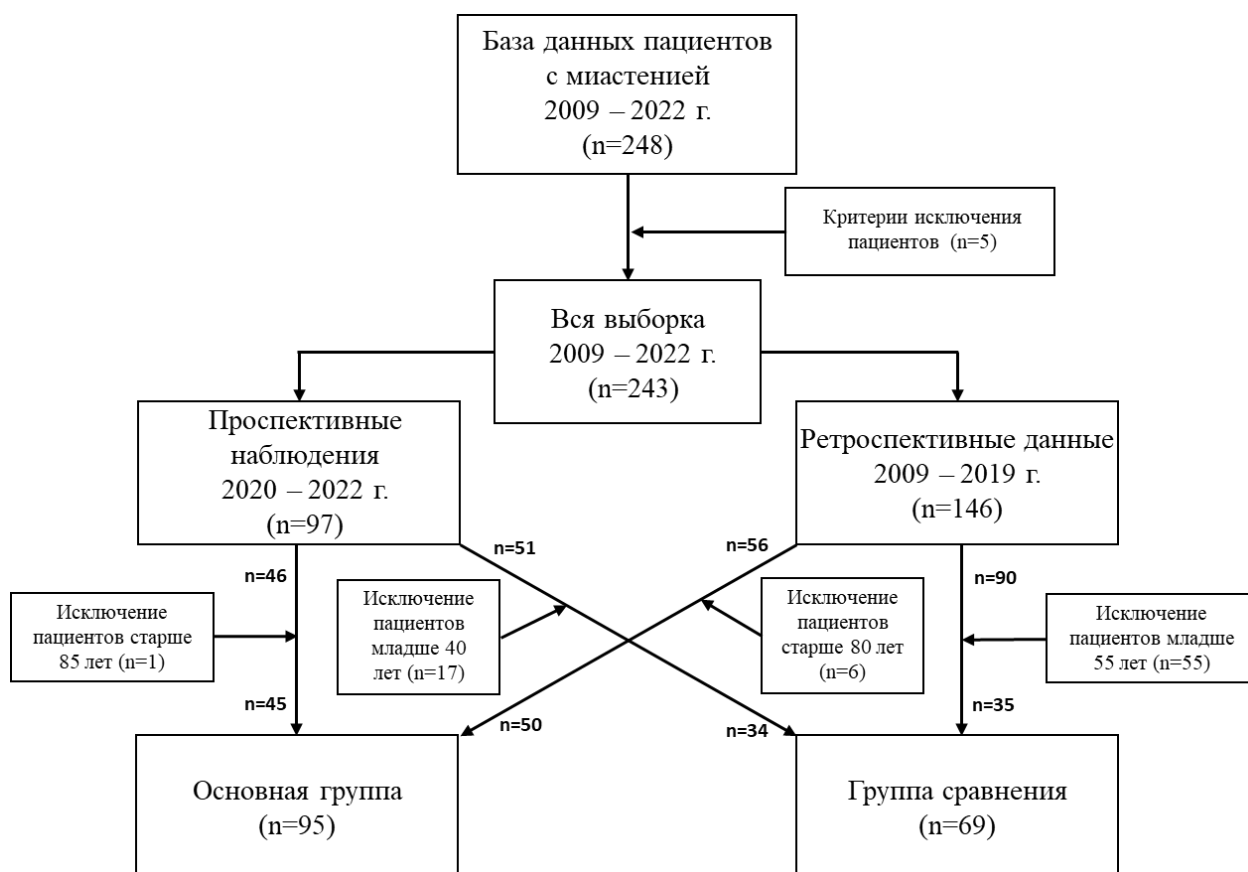 База данных пациентов
с миастенией
2009 – 2022 г.
(n=248)
Критерии исключения
пациентов (n=5)
Вся выборка
2009 – 2022 г.
(n=243)
Проспективные
наблюдения
2020 – 2022 г.
(n=97)
Ретроспективные данные
2009 – 2019 г.
(n=146)
n=46
n=51
n=56
n=90
Исключение
пациентов старше
85 лет (n=1)
Исключение
пациентов
младше 40
лет (n=17)
Исключение
пациентов
старше 80 лет
(n=6)
Исключение
пациентов младше
55 лет (n=55)
n=45
n=50
n=34
n=35
Основная группа
(n=95)
Группа сравнения
(n=69)